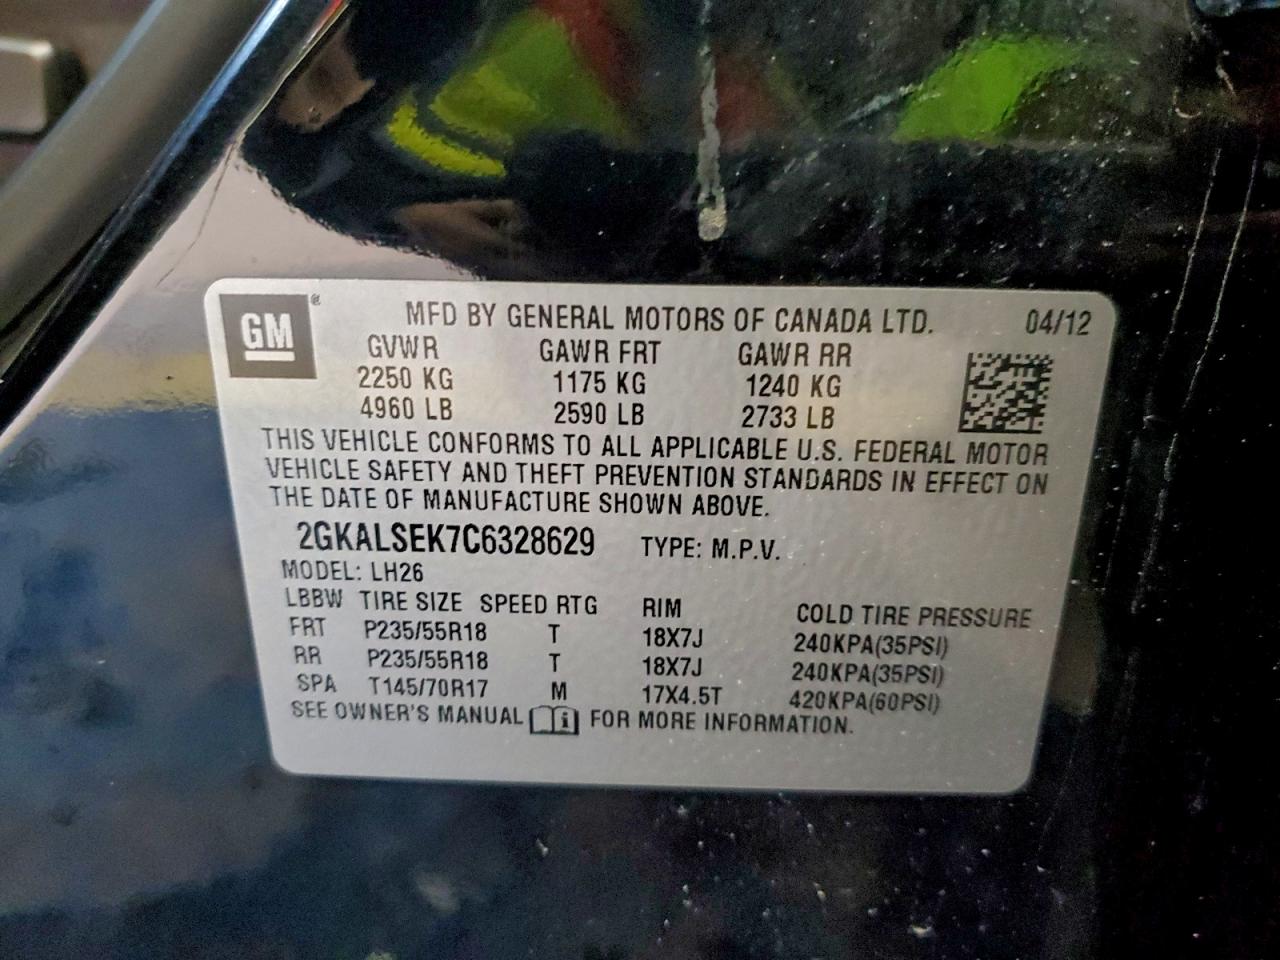 GM®
MFD BY GENERAL MOTORS OF CANADA LTD. 04/12
GVWR GAWR FRT GAWR RR
2250 KG 1175 KG 1240 KG
4960 LB 2590 LB 2733 LB
THIS VEHICLE CONFORMS TO ALL APPLICABLE U.S. FEDERAL MOTOR
VEHICLE SAFETY AND THEFT PREVENTION STANDARDS IN EFFECT ON
THE DATE OF MANUFACTURE SHOWN ABOVE.
2GKALSEK7C6328629 TYPE: M.P.V.
MODEL: LH26
LBBW TIRE SIZE SPEED RTG RIM COLD TIRE PRESSURE
FRT P235/55R18 T 18X7J 240KPA(35PSI)
RR P235/55R18 T 18X7J 240KPA(35PSI)
SPA T145/70R17 M 17X4.5T 420KPA(60PSI)
SEE OWNER'S MANUAL i FOR MORE INFORMATION.